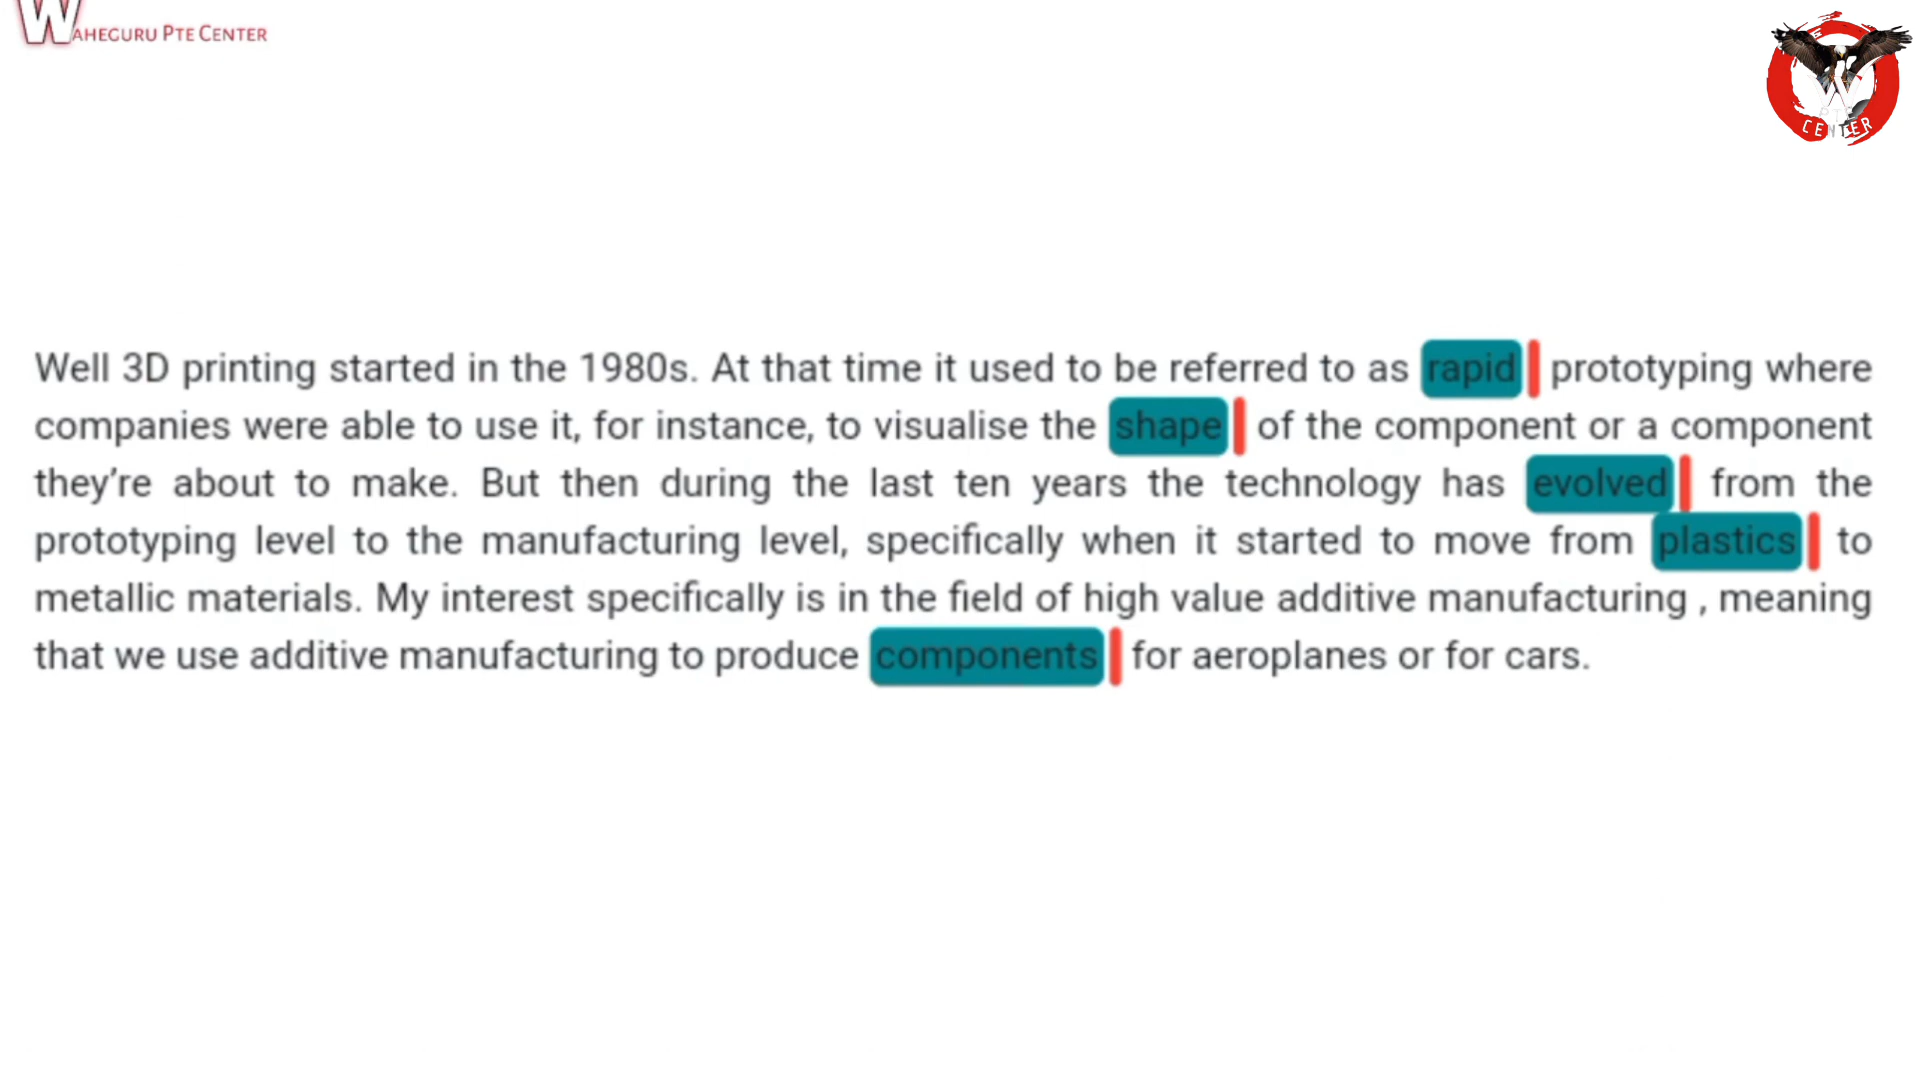 WAHEGURU PTE CENTER
CENTER
Well 3D printing started in the 1980s. At that time it used to be referred to as rapid prototyping where
companies were able to use it, for instance, to visualise the shape of the component or a component
they’re about to make. But then during the last ten years the technology has evolved from the
prototyping level to the manufacturing level, specifically when it started to move from plastics to
metallic materials. My interest specifically is in the field of high value additive manufacturing , meaning
that we use additive manufacturing to produce components for aeroplanes or for cars.